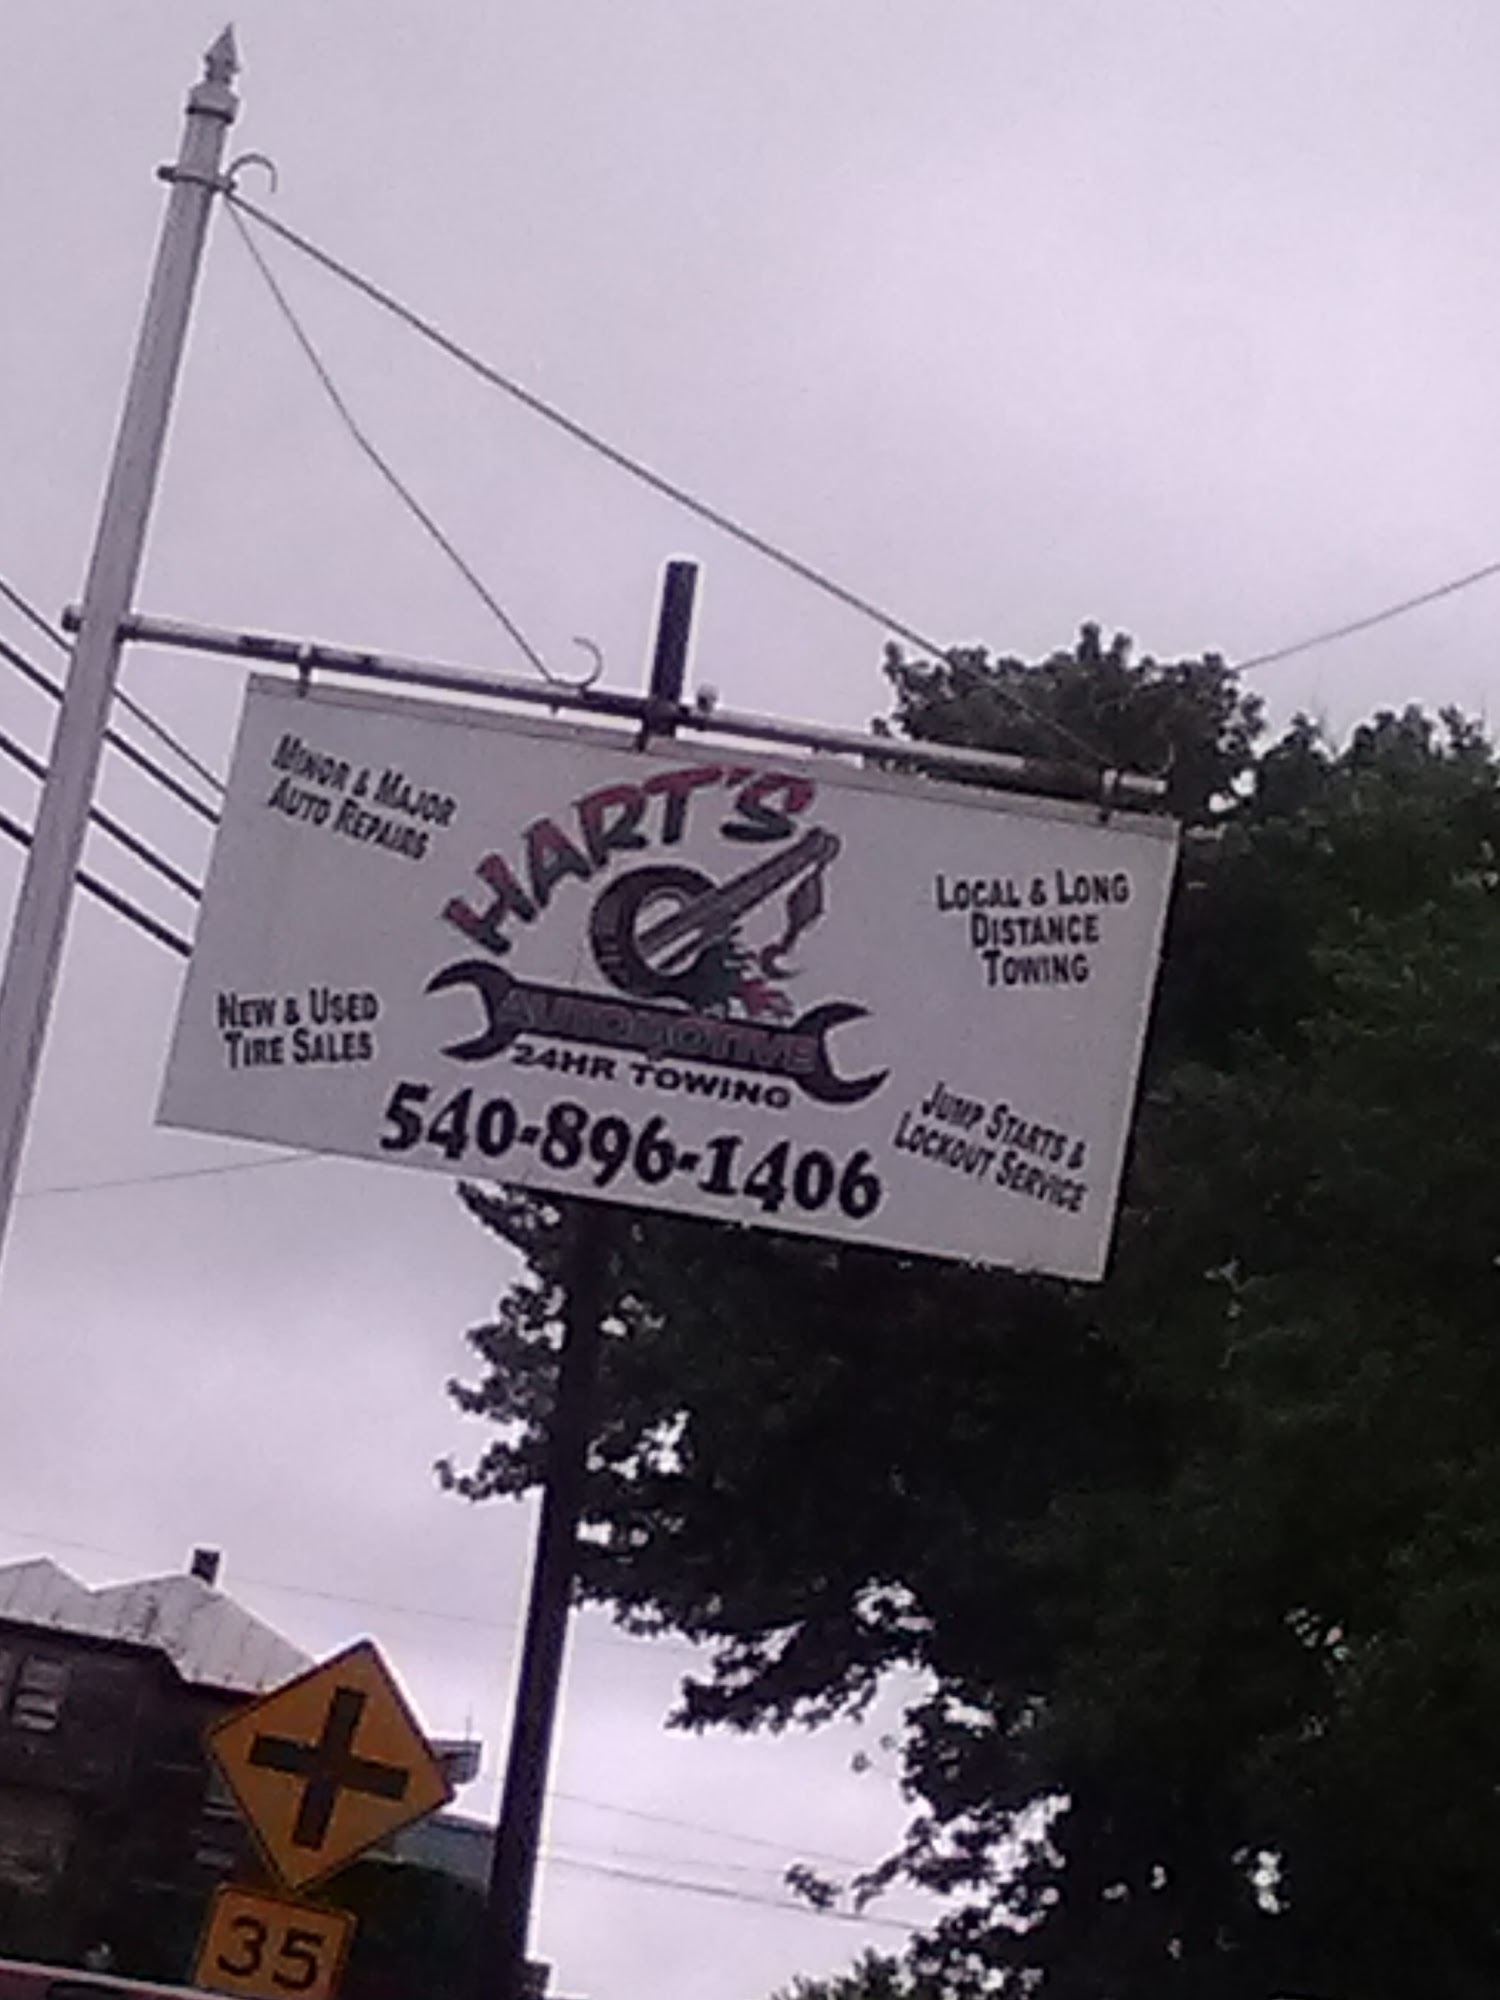 MINOR & MAJOR
AUTO REPAIRS
HART'S
LOCAL & LONG
DISTANCE
TOWING
NEW & USED
TIRE SALES
AUTOMOTIVE
24HR TOWING
540-896-1406
JUMP STARTS &
LOCKOUT SERVICE
35